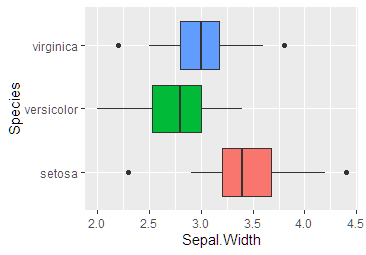 virginica
versicolor
setosa
Species
2.0 2.5 3.0 3.5 4.0 4.5
Sepal.Width